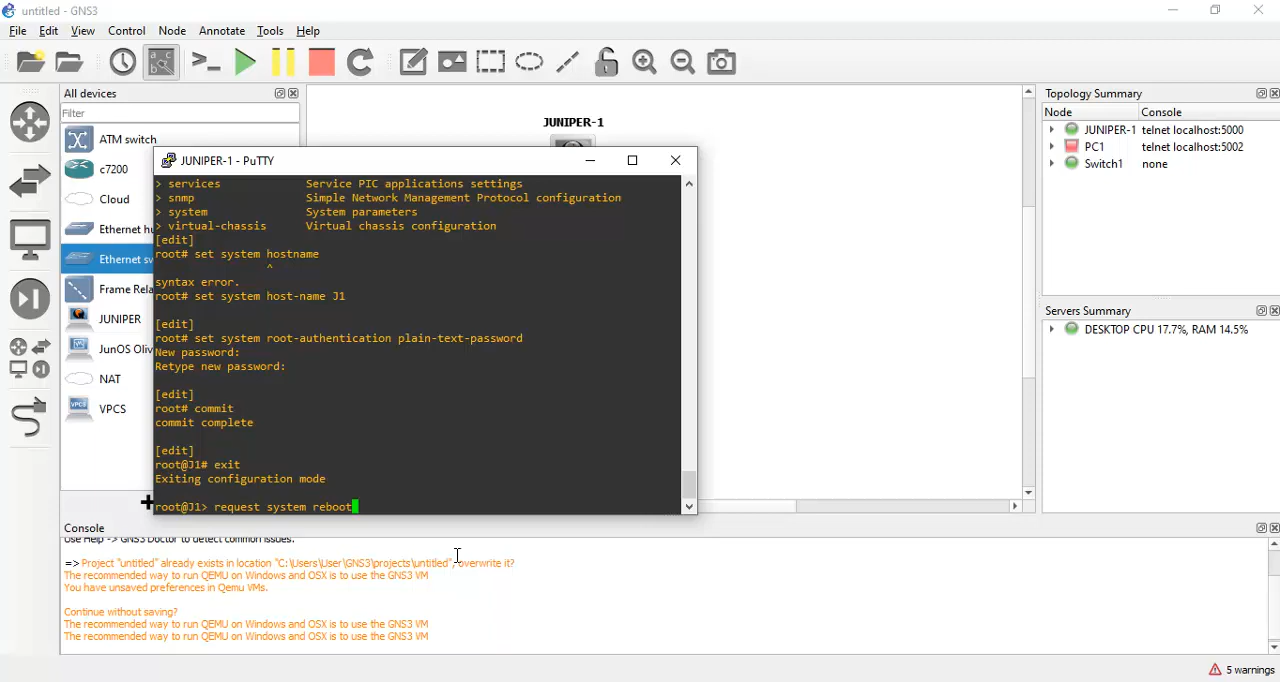 untitled - GNS3
File Edit View Control Node Annotate Tools Help
All devices
Filter
ATM switch
c7200
Cloud
Ethernet hu
Ethernet sv
Frame Rela
JUNIPER
JunOS Oliv
NAT
VPCS
JUNIPER-1
JUNIPER-1 - PuTTY
> services Service PIC applications settings
> snmp Simple Network Management Protocol configuration
> system System parameters
> virtual-chassis Virtual chassis configuration
[edit]
root# set system hostname
^
syntax error.
root# set system host-name J1
[edit]
root# set system root-authentication plain-text-password
New password:
Retype new password:
[edit]
root# commit
commit complete
[edit]
root@J1# exit
Exiting configuration mode
root@J1> request system reboot
Topology Summary
Node Console
JUNIPER-1 telnet localhost:5000
PC1 telnet localhost:5002
Switch1 none
Servers Summary
DESKTOP CPU 17.7%, RAM 14.5%
Console
Use Help -> GNS3 Doctor to detect common issues.
=> Project "untitled" already exists in location "C:\Users\User\GNS3\projects\untitled", overwrite it?
The recommended way to run QEMU on Windows and OSX is to use the GNS3 VM
You have unsaved preferences in Qemu VMs.
Continue without saving?
The recommended way to run QEMU on Windows and OSX is to use the GNS3 VM
The recommended way to run QEMU on Windows and OSX is to use the GNS3 VM
5 warnings